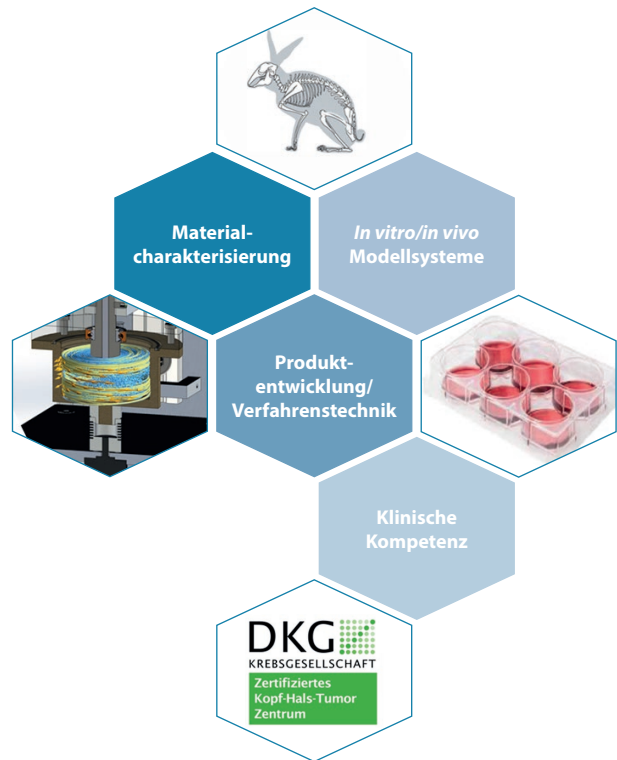 Material-
charakterisierung
In vitro/in vivo
Modellsysteme
Produkt-
entwicklung/
Verfahrenstechnik
Klinische
Kompetenz
DKG
KREBSGESELLSCHAFT
Zertifiziertes
Kopf-Hals-Tumor
Zentrum